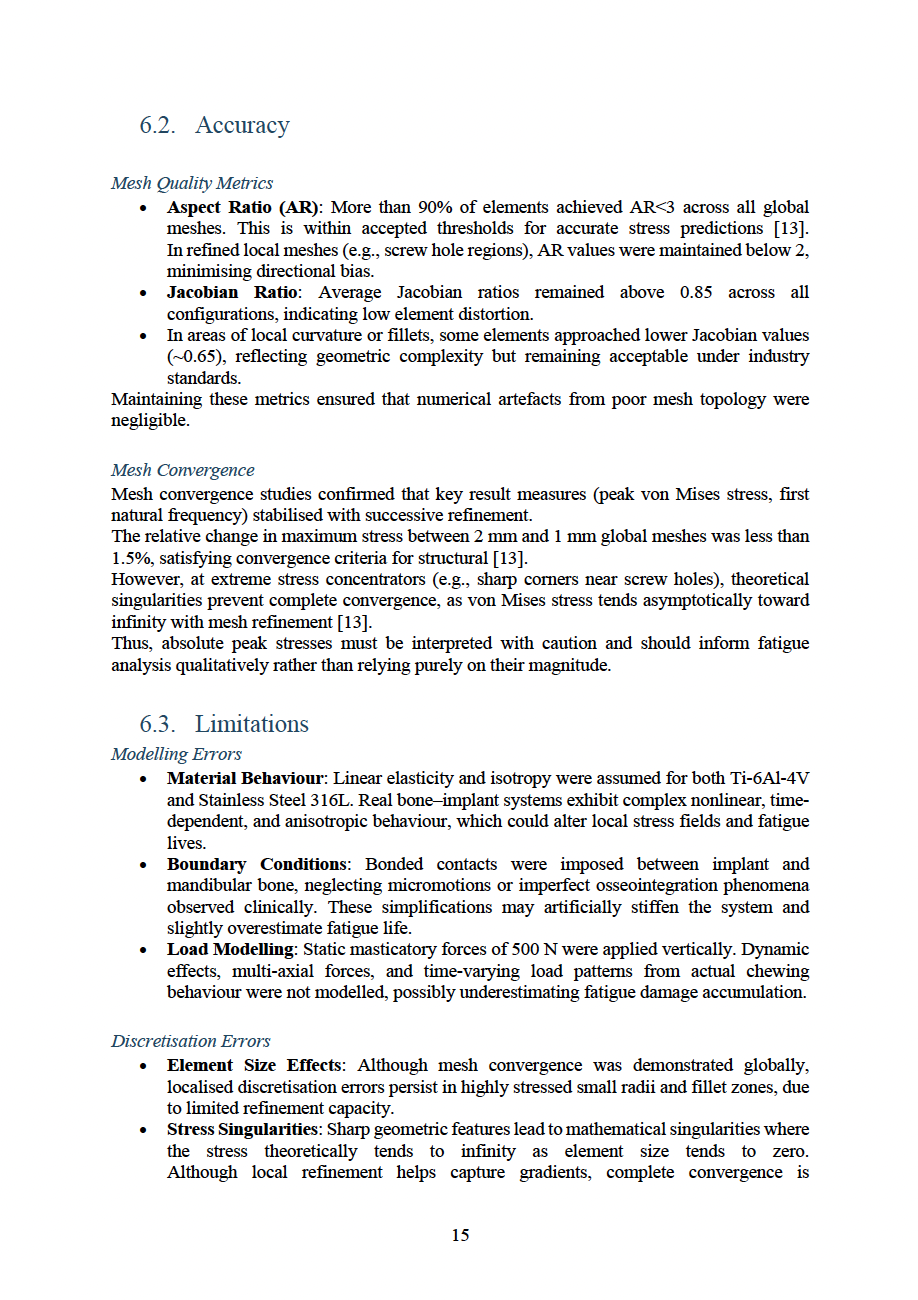 6.2. Accuracy
Mesh Quality Metrics
• Aspect Ratio (AR): More than 90% of elements achieved AR<3 across all global
meshes. This is within accepted thresholds for accurate stress predictions [13].
In refined local meshes (e.g., screw hole regions), AR values were maintained below 2,
minimising directional bias.
• Jacobian Ratio: Average Jacobian ratios remained above 0.85 across all
configurations, indicating low element distortion.
• In areas of local curvature or fillets, some elements approached lower Jacobian values
(~0.65), reflecting geometric complexity but remaining acceptable under industry
standards.
Maintaining these metrics ensured that numerical artefacts from poor mesh topology were
negligible.
Mesh Convergence
Mesh convergence studies confirmed that key result measures (peak von Mises stress, first
natural frequency) stabilised with successive refinement.
The relative change in maximum stress between 2 mm and 1 mm global meshes was less than
1.5%, satisfying convergence criteria for structural [13].
However, at extreme stress concentrators (e.g., sharp corners near screw holes), theoretical
singularities prevent complete convergence, as von Mises stress tends asymptotically toward
infinity with mesh refinement [13].
Thus, absolute peak stresses must be interpreted with caution and should inform fatigue
analysis qualitatively rather than relying purely on their magnitude.
6.3. Limitations
Modelling Errors
• Material Behaviour: Linear elasticity and isotropy were assumed for both Ti-6Al-4V
and Stainless Steel 316L. Real bone–implant systems exhibit complex nonlinear, time-
dependent, and anisotropic behaviour, which could alter local stress fields and fatigue
lives.
• Boundary Conditions: Bonded contacts were imposed between implant and
mandibular bone, neglecting micromotions or imperfect osseointegration phenomena
observed clinically. These simplifications may artificially stiffen the system and
slightly overestimate fatigue life.
• Load Modelling: Static masticatory forces of 500 N were applied vertically. Dynamic
effects, multi-axial forces, and time-varying load patterns from actual chewing
behaviour were not modelled, possibly underestimating fatigue damage accumulation.
Discretisation Errors
• Element Size Effects: Although mesh convergence was demonstrated globally,
localised discretisation errors persist in highly stressed small radii and fillet zones, due
to limited refinement capacity.
• Stress Singularities: Sharp geometric features lead to mathematical singularities where
the stress theoretically tends to infinity as element size tends to zero.
Although local refinement helps capture gradients, complete convergence is
15